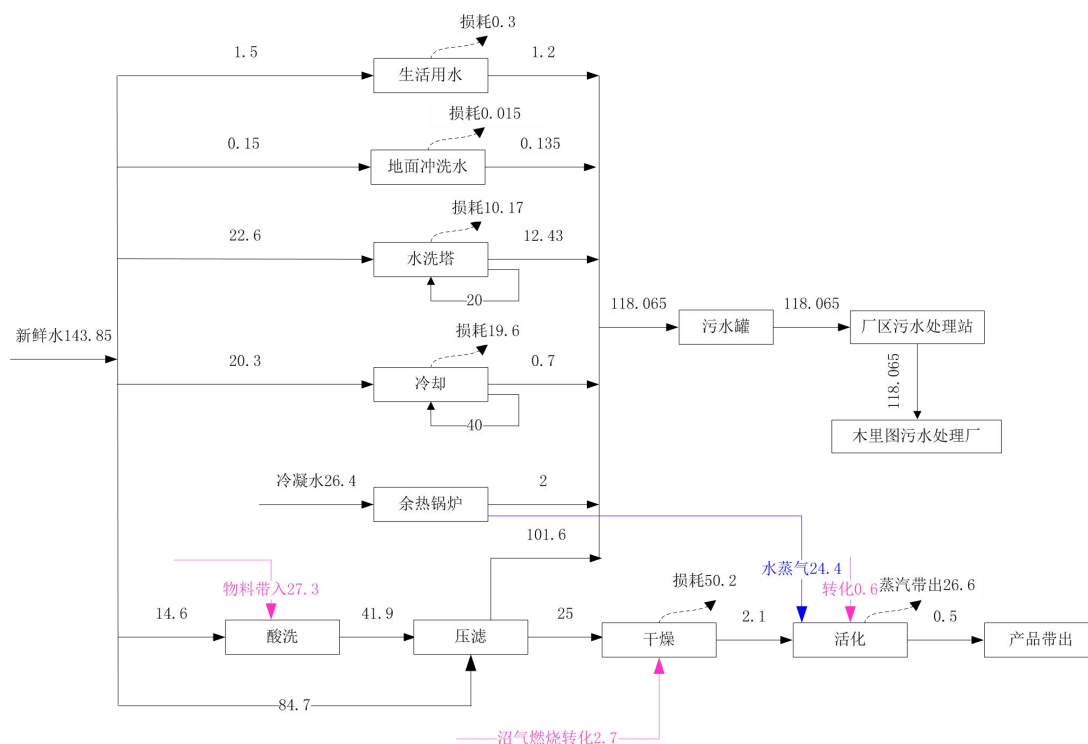 损耗0.3
1.5
生活用水
1.2
损耗0.015
0.15
地面冲洗水
0.135
损耗10.17
22.6
水洗塔
12.43
20
新鲜水143.85
损耗19.6
20.3
冷却
0.7
40
118.065
污水罐
118.065
厂区污水处理站
118.065
木里图污水处理厂
冷凝水26.4
余热锅炉
2
101.6
水蒸气24.4
物料带入27.3
损耗50.2
转化0.6
蒸汽带出26.6
14.6
酸洗
41.9
压滤
25
干燥
2.1
活化
0.5
产品带出
84.7
沼气燃烧转化2.7